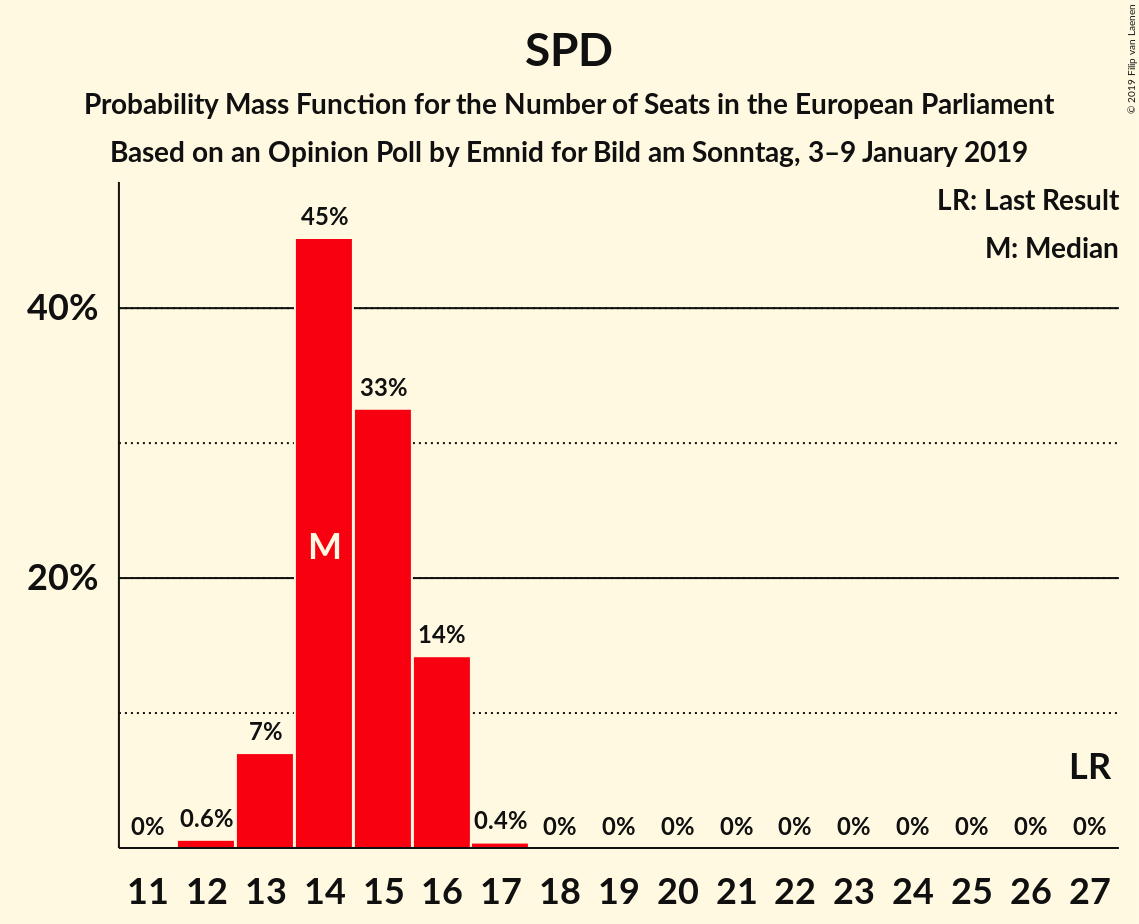 SPD
Probability Mass Function for the Number of Seats in the European Parliament
Based on an Opinion Poll by Emnid for Bild am Sonntag, 3–9 January 2019
© 2019 Filip van Laenen
LR: Last Result
M: Median
45%
40%
33%
M
20%
14%
7%
LR
0% 0.6% 0.4% 0% 0% 0% 0% 0% 0% 0% 0% 0% 0%
11 12 13 14 15 16 17 18 19 20 21 22 23 24 25 26 27